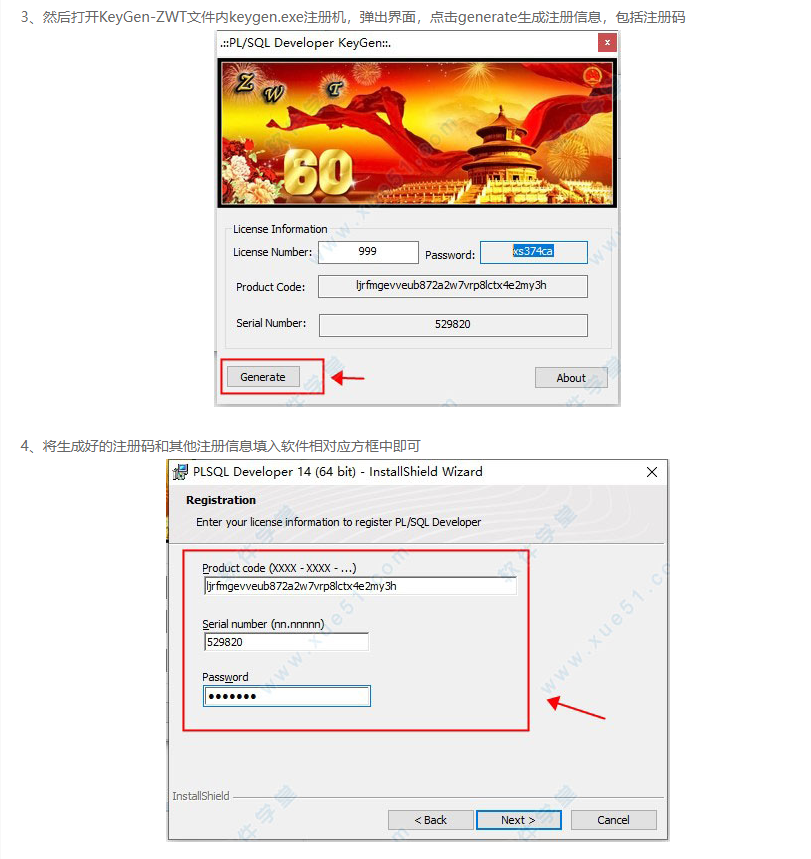 3、然后打开KeyGen-ZWT文件内keygen.exe注册机，弹出界面，点击generate生成注册信息，包括注册码
.::PL/SQL Developer KeyGen::.
Z W T
60
License Information
License Number: 999 Password: xs374ca
Product Code: ljrfmgevveub872a2w7vrp8lctx4e2my3h
Serial Number: 529820
Generate About
4、将生成好的注册码和其他注册信息填入软件相对应方框中即可
PLSQL Developer 14 (64 bit) - InstallShield Wizard
Registration
Enter your license information to register PL/SQL Developer
Product code (XXXX - XXXX - ...)
ljrfmgevveub872a2w7vrp8lctx4e2my3h
Serial number (nn.nnnnn)
529820
Password
●●●●●●●
InstallShield
< Back Next > Cancel
软件学堂
www.xue51.com